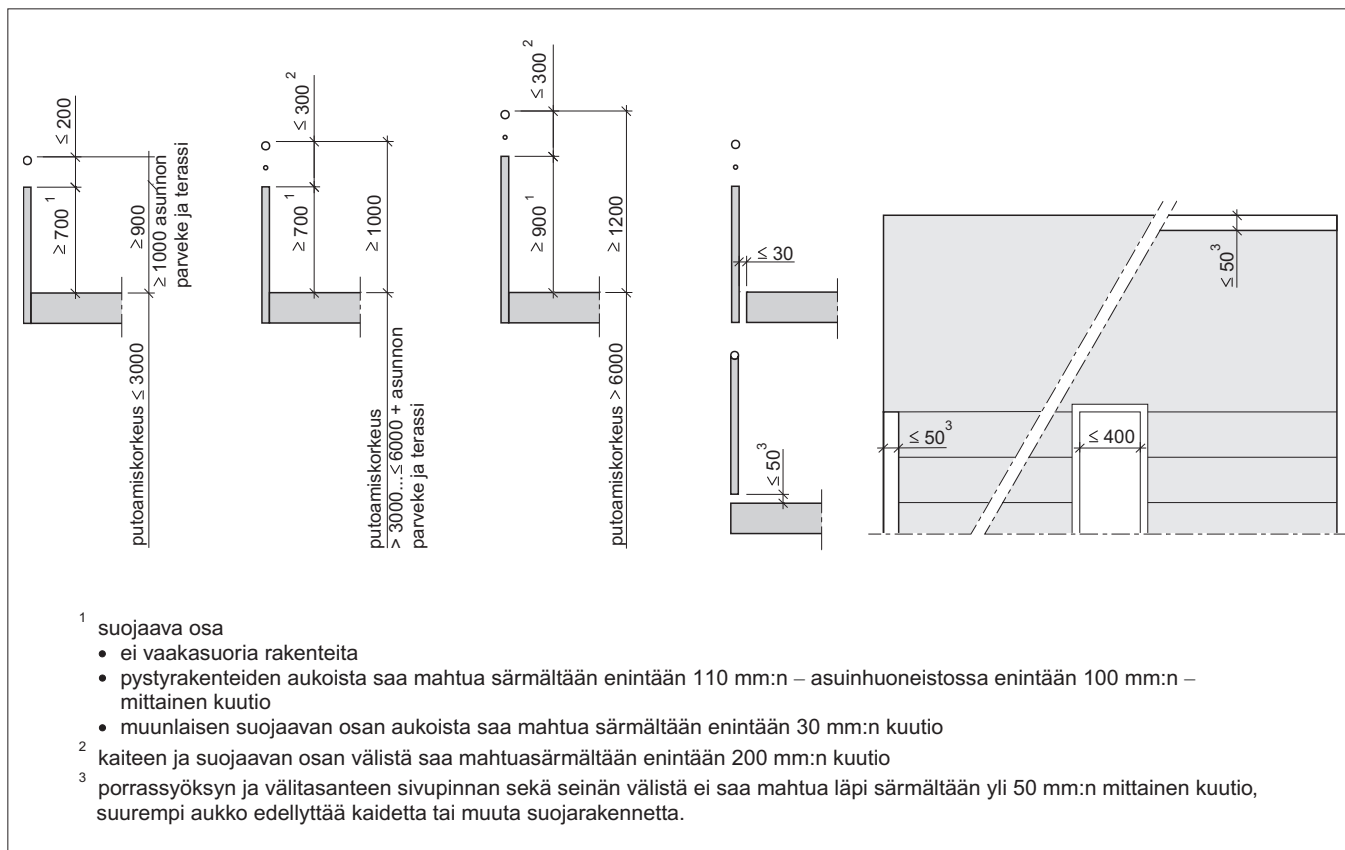 ≤ 200
≥ 700 1
≥ 900
≥ 1000 asunnon
parveke ja terassi
putoamiskorkeus ≤ 3000
≤ 300 2
≥ 700 1
≥ 1000
putoamiskorkeus
> 3000...≤ 6000 + asunnon
parveke ja terassi
≤ 300 2
≥ 900 1
≥ 1200
putoamiskorkeus > 6000
≤ 30
≤ 50 3
≤ 50 3
≤ 50 3
≤ 400
1 suojaava osa
• ei vaakasuoria rakenteita
• pystyrakenteiden aukoista saa mahtua särmältään enintään 110 mm:n – asuinhuoneistossa enintään 100 mm:n –
mittainen kuutio
• muunlaisen suojaavan osan aukoista saa mahtua särmältään enintään 30 mm:n kuutio
2 kaiteen ja suojaavan osan välistä saa mahtuasärmältään enintään 200 mm:n kuutio
3 porrassyöksyn ja välitasanteen sivupinnan sekä seinän välistä ei saa mahtua läpi särmältään yli 50 mm:n mittainen kuutio,
suurempi aukko edellyttää kaidetta tai muuta suojarakennetta.